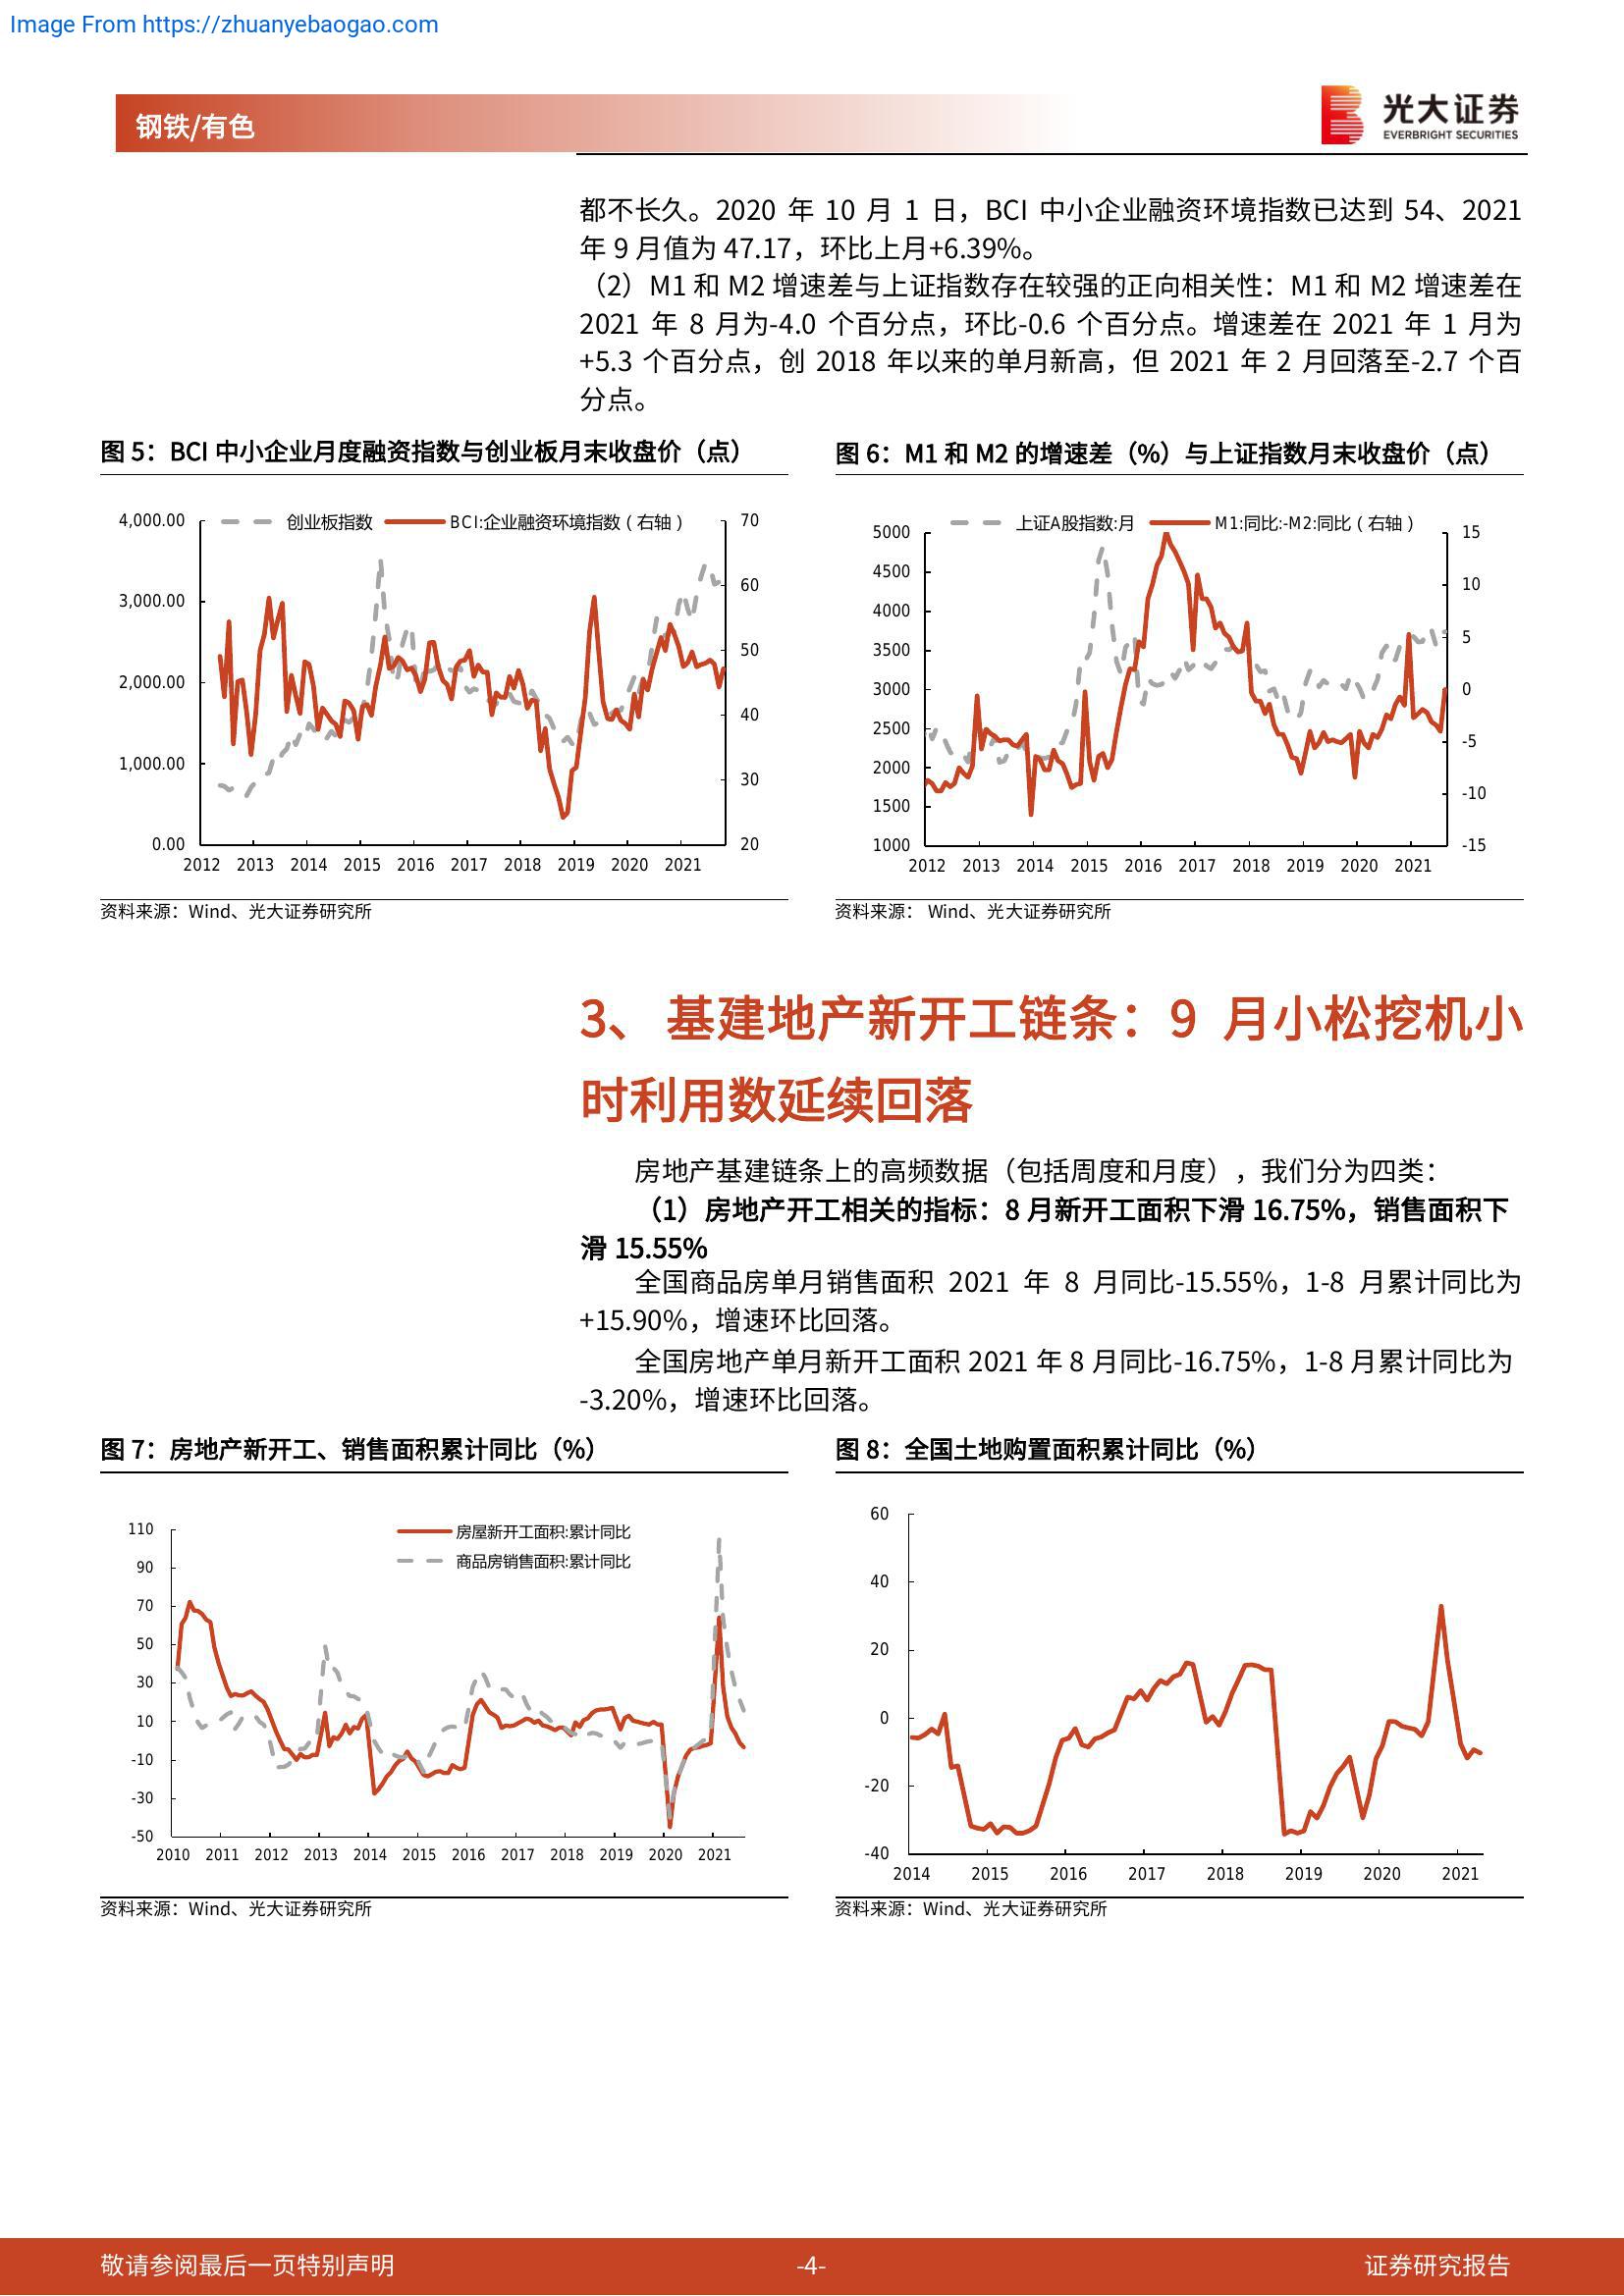 Image From https://zhuanyebaogao.com
钢铁/有色
光大证券
EVERBRIGHT SECURITIES
都不长久。2020 年 10 月 1 日，BCI 中小企业融资环境指数已达到 54、2021
年 9 月值为 47.17，环比上月+6.39%。
（2）M1 和 M2 增速差与上证指数存在较强的正向相关性：M1 和 M2 增速差在
2021 年 8 月为-4.0 个百分点，环比-0.6 个百分点。增速差在 2021 年 1 月为
+5.3 个百分点，创 2018 年以来的单月新高，但 2021 年 2 月回落至-2.7 个百
分点。
图 5：BCI 中小企业月度融资指数与创业板月末收盘价（点）
创业板指数 BCI:企业融资环境指数（右轴）
4,000.00
3,000.00
2,000.00
1,000.00
0.00
70
60
50
40
30
20
2012 2013 2014 2015 2016 2017 2018 2019 2020 2021
资料来源：Wind、光大证券研究所
图 6：M1 和 M2 的增速差（%）与上证指数月末收盘价（点）
上证A股指数:月 M1:同比:-M2:同比（右轴）
5000
4500
4000
3500
3000
2500
2000
1500
1000
15
10
5
0
-5
-10
-15
2012 2013 2014 2015 2016 2017 2018 2019 2020 2021
资料来源： Wind、光大证券研究所
3、 基建地产新开工链条：9 月小松挖机小
时利用数延续回落
房地产基建链条上的高频数据（包括周度和月度），我们分为四类：
（1）房地产开工相关的指标：8 月新开工面积下滑 16.75%，销售面积下
滑 15.55%
全国商品房单月销售面积 2021 年 8 月同比-15.55%，1-8 月累计同比为
+15.90%，增速环比回落。
全国房地产单月新开工面积 2021 年 8 月同比-16.75%，1-8 月累计同比为
-3.20%，增速环比回落。
图 7：房地产新开工、销售面积累计同比（%）
房屋新开工面积:累计同比
商品房销售面积:累计同比
110
90
70
50
30
10
-10
-30
-50
2010 2011 2012 2013 2014 2015 2016 2017 2018 2019 2020 2021
资料来源：Wind、光大证券研究所
图 8：全国土地购置面积累计同比（%）
60
40
20
0
-20
-40
2014 2015 2016 2017 2018 2019 2020 2021
资料来源：Wind、光大证券研究所
敬请参阅最后一页特别声明
-4-
证券研究报告